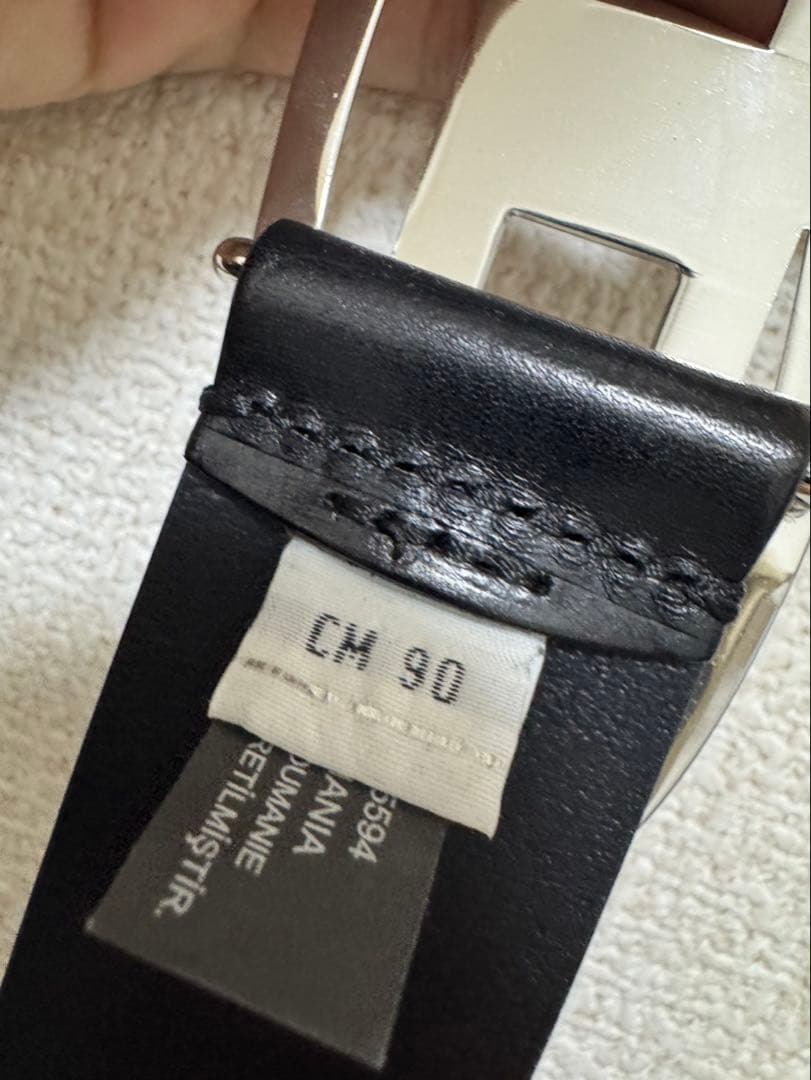 CM 90
5594
ANIA
OUMANIE
RETİLMİŞTİR.